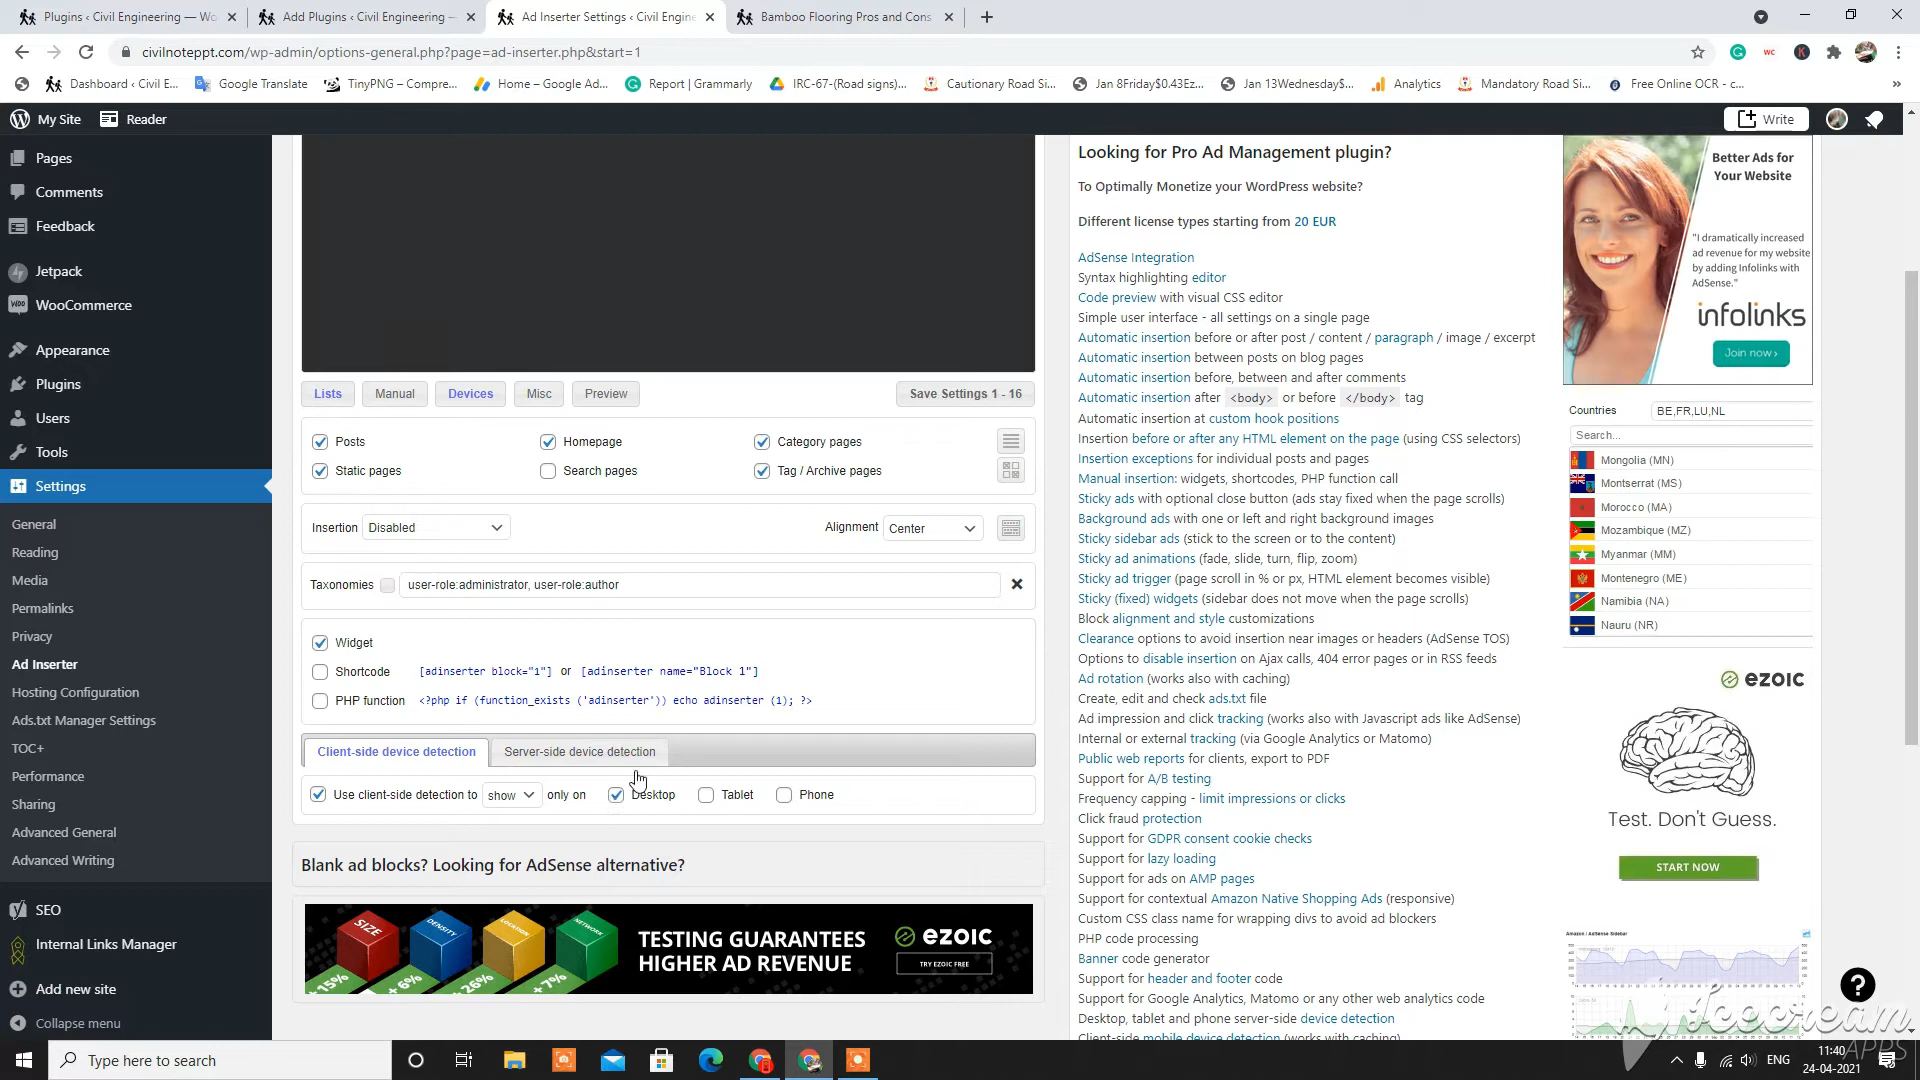 Plugins ‹ Civil Engineering — Wo
Add Plugins ‹ Civil Engineering —
Ad Inserter Settings ‹ Civil Engine
Bamboo Flooring Pros and Cons
civilnoteppt.com/wp-admin/options-general.php?page=ad-inserter.php&start=1
Dashboard ‹ Civil E...
Google Translate
TinyPNG – Compre...
Home – Google Ad...
Report | Grammarly
IRC-67-(Road signs)...
Cautionary Road Si...
Jan 8Friday$0.43Ez...
Jan 13Wednesday$...
Analytics
Mandatory Road Si...
Free Online OCR - c...
My Site
Reader
Write
Pages
Comments
Feedback
Jetpack
WooCommerce
Appearance
Plugins
Users
Tools
Settings
General
Reading
Media
Permalinks
Privacy
Ad Inserter
Hosting Configuration
Ads.txt Manager Settings
TOC+
Performance
Sharing
Advanced General
Advanced Writing
SEO
Internal Links Manager
Add new site
Collapse menu
Lists Manual Devices Misc Preview Save Settings 1 - 16
Posts Homepage Category pages
Static pages Search pages Tag / Archive pages
Insertion Disabled Alignment Center
Taxonomies user-role:administrator, user-role:author
Widget
Shortcode [adinserter block="1"] or [adinserter name="Block 1"]
PHP function <?php if (function_exists ('adinserter')) echo adinserter (1); ?>
Client-side device detection Server-side device detection
Use client-side detection to show only on Desktop Tablet Phone
Blank ad blocks? Looking for AdSense alternative?
SIZE DENSITY LOCATION NETWORK
+15% +6% +26% +7%
TESTING GUARANTEES
HIGHER AD REVENUE
EZOIC
TRY EZOIC FREE
Looking for Pro Ad Management plugin?
To Optimally Monetize your WordPress website?
Different license types starting from 20 EUR
AdSense Integration
Syntax highlighting editor
Code preview with visual CSS editor
Simple user interface - all settings on a single page
Automatic insertion before or after post / content / paragraph / image / excerpt
Automatic insertion between posts on blog pages
Automatic insertion before, between and after comments
Automatic insertion after <body> or before </body> tag
Automatic insertion at custom hook positions
Insertion before or after any HTML element on the page (using CSS selectors)
Insertion exceptions for individual posts and pages
Manual insertion: widgets, shortcodes, PHP function call
Sticky ads with optional close button (ads stay fixed when the page scrolls)
Background ads with one or left and right background images
Sticky sidebar ads (stick to the screen or to the content)
Sticky ad animations (fade, slide, turn, flip, zoom)
Sticky ad trigger (page scroll in % or px, HTML element becomes visible)
Sticky (fixed) widgets (sidebar does not move when the page scrolls)
Block alignment and style customizations
Clearance options to avoid insertion near images or headers (AdSense TOS)
Options to disable insertion on Ajax calls, 404 error pages or in RSS feeds
Ad rotation (works also with caching)
Create, edit and check ads.txt file
Ad impression and click tracking (works also with Javascript ads like AdSense)
Internal or external tracking (via Google Analytics or Matomo)
Public web reports for clients, export to PDF
Support for A/B testing
Frequency capping - limit impressions or clicks
Click fraud protection
Support for GDPR consent cookie checks
Support for lazy loading
Support for ads on AMP pages
Support for contextual Amazon Native Shopping Ads (responsive)
Custom CSS class name for wrapping divs to avoid ad blockers
PHP code processing
Banner code generator
Support for header and footer code
Support for Google Analytics, Matomo or any other web analytics code
Desktop, tablet and phone server-side device detection
Client-side mobile device detection (works with caching)
Better Ads for
Your Website
"I dramatically increased
ad revenue for my website
by adding Infolinks with
AdSense."
infolinks
Join now ›
Countries BE,FR,LU,NL
Search...
Mongolia (MN)
Montserrat (MS)
Morocco (MA)
Mozambique (MZ)
Myanmar (MM)
Montenegro (ME)
Namibia (NA)
Nauru (NR)
EZOIC
Test. Don't Guess.
START NOW
Amazon / AdSense Sidebar
Icecream
APPS
Type here to search
ENG
11:40
24-04-2021